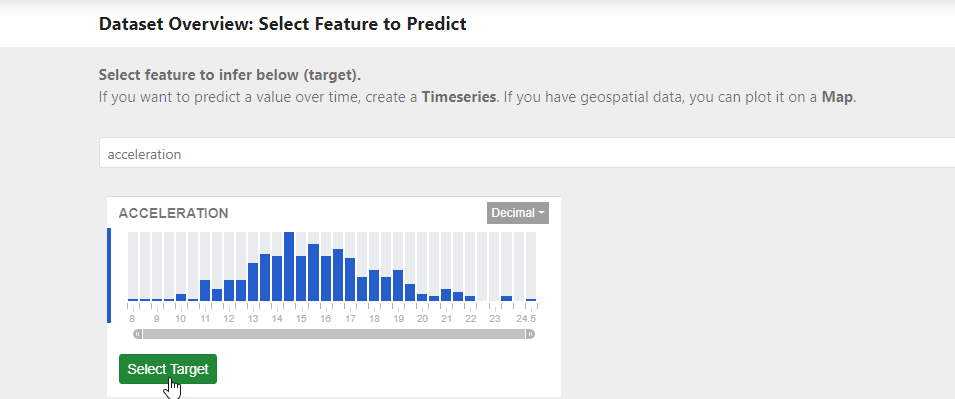 Dataset Overview: Select Feature to Predict
Select feature to infer below (target).
If you want to predict a value over time, create a Timeseries. If you have geospatial data, you can plot it on a Map.
acceleration
ACCELERATION
Decimal
8 9 10 11 12 13 14 15 16 17 18 19 20 21 22 23 24.5
Select Target